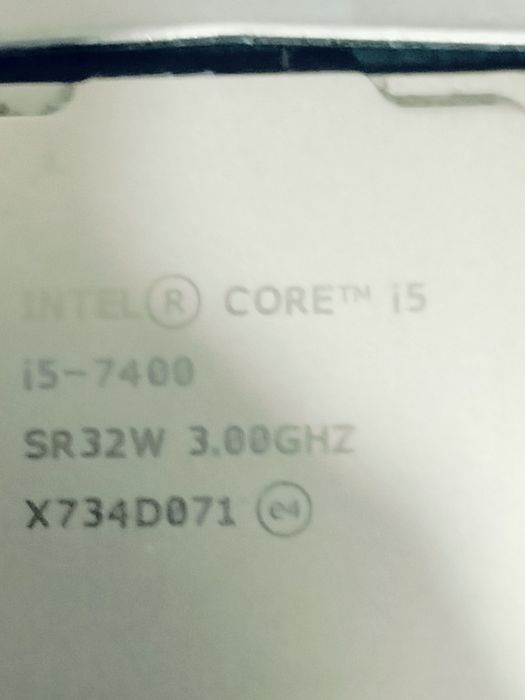 INTEL® CORE™ i5
i5-7400
SR32W 3.00GHZ
X734D071 e4